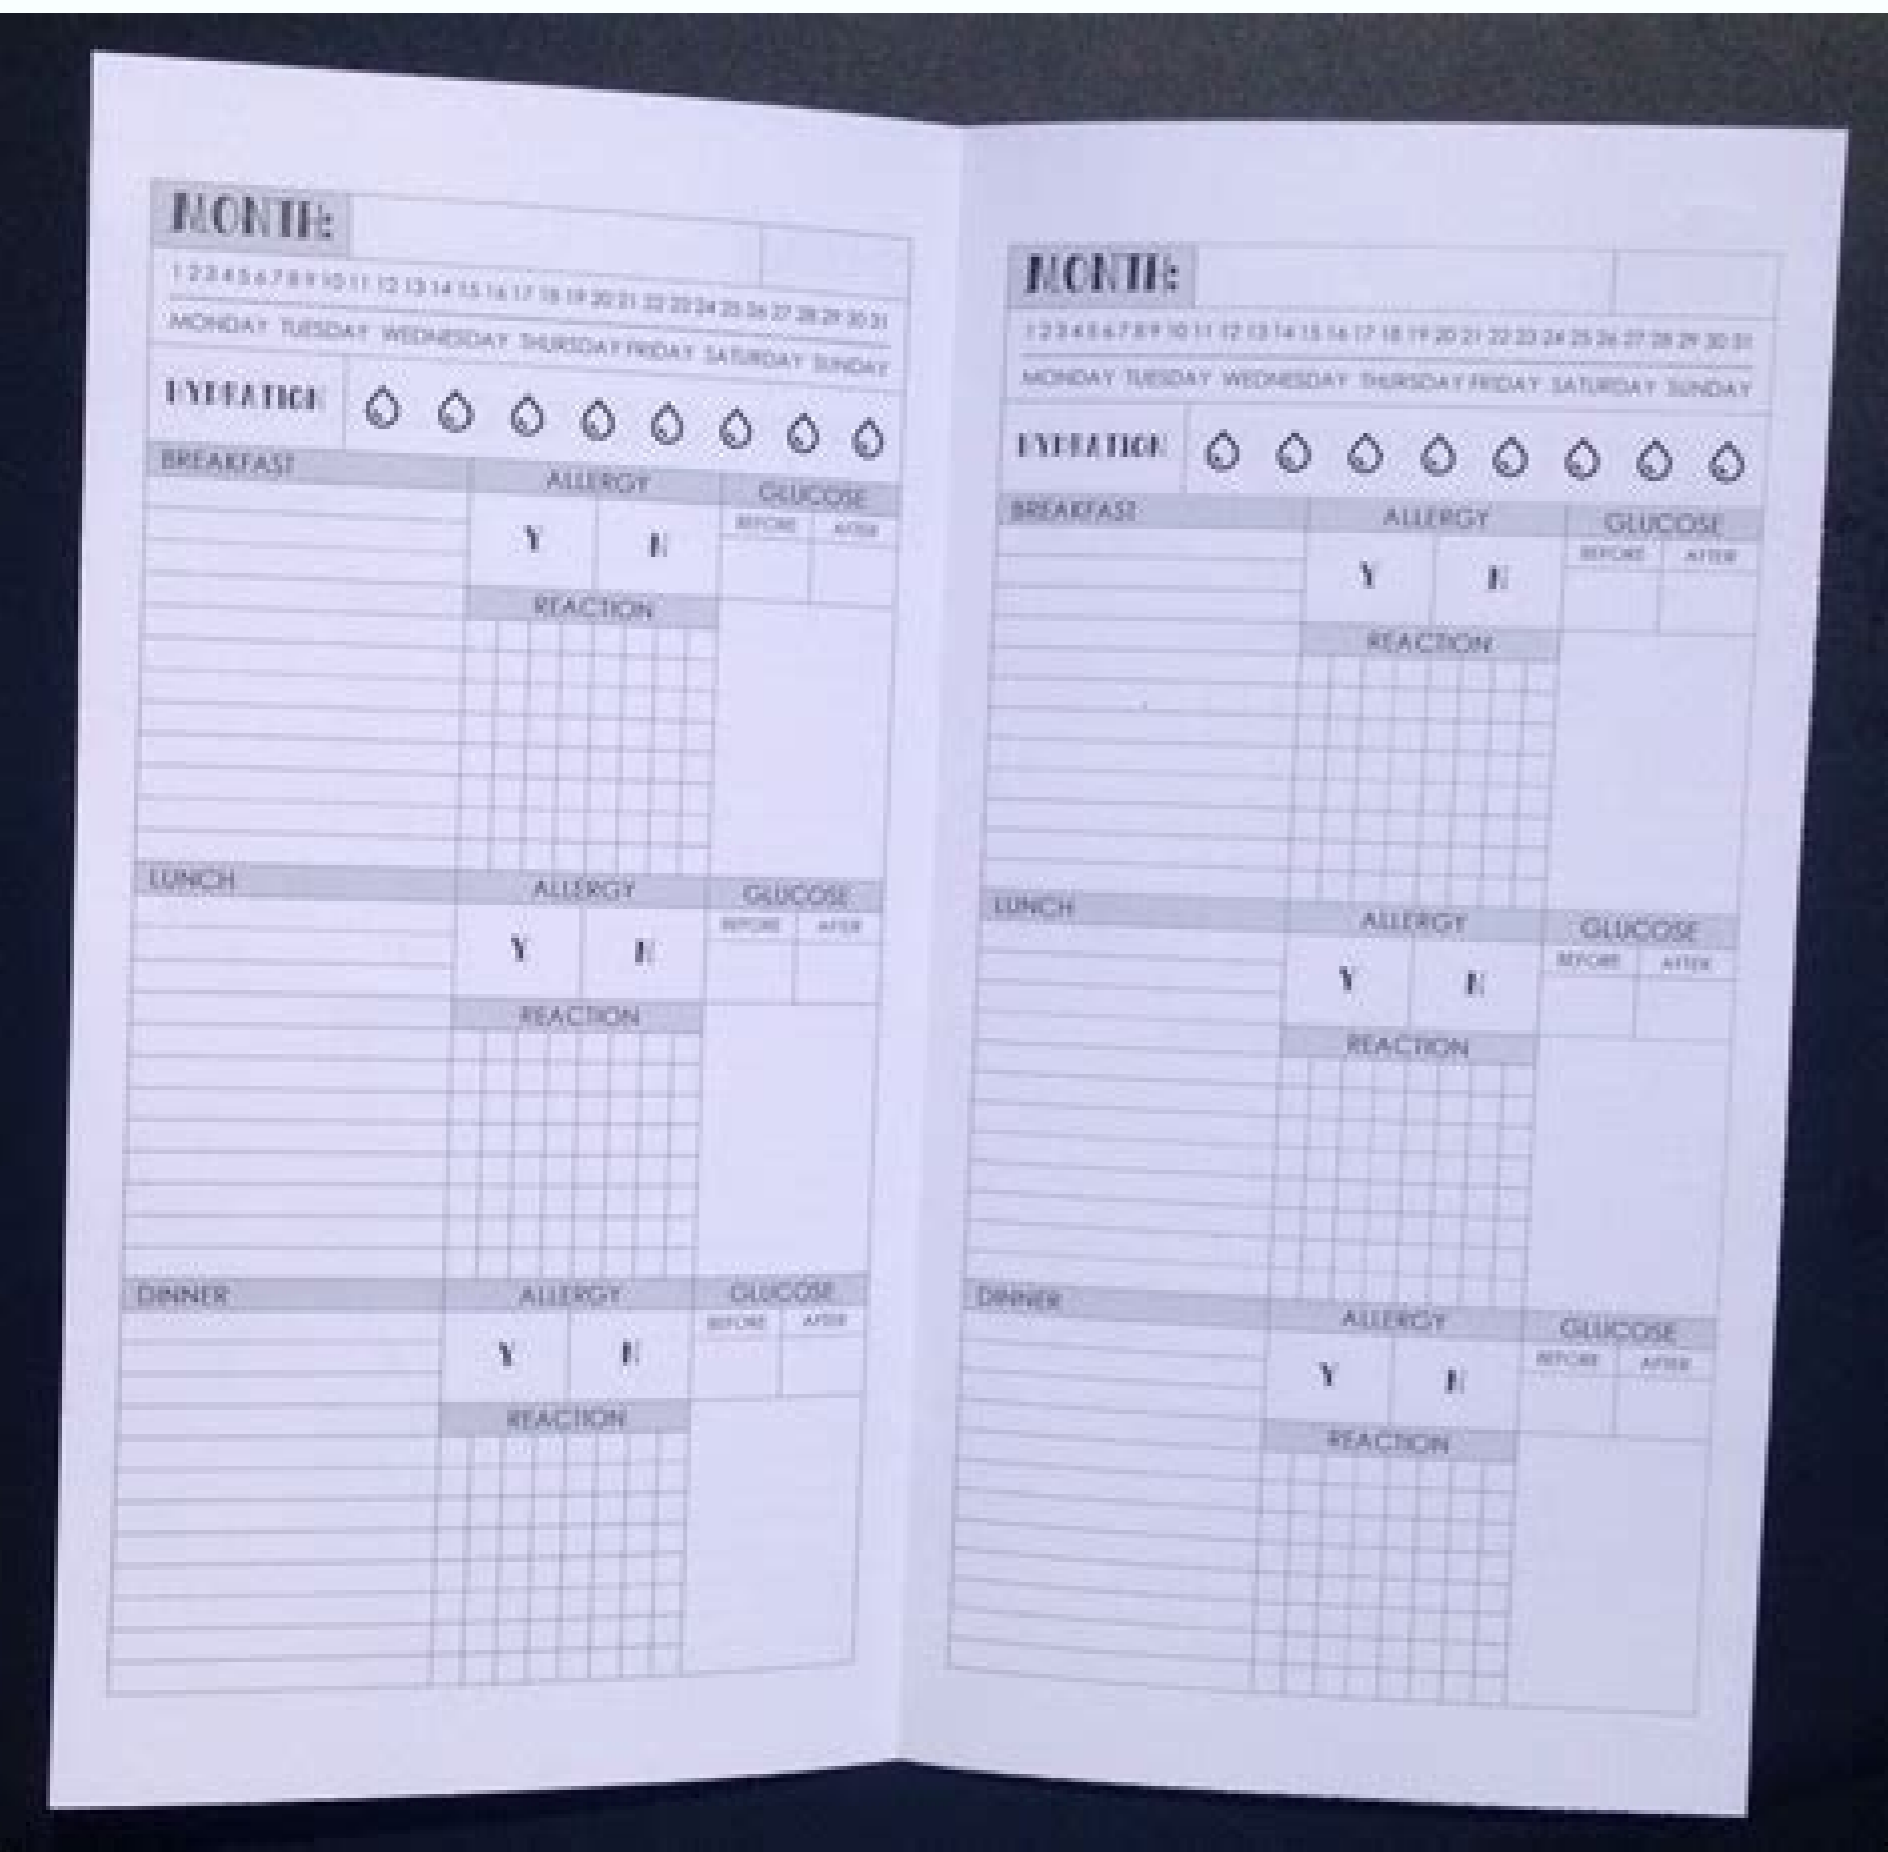 MONTH:
1 2 3 4 5 6 7 8 9 10 11 12 13 14 15 16 17 18 19 20 21 22 23 24 25 26 27 28 29 30 31
MONDAY TUESDAY WEDNESDAY THURSDAY FRIDAY SATURDAY SUNDAY
HYDRATION
BREAKFAST ALLERGY GLUCOSE
BEFORE AFTER
Y N
REACTION
LUNCH ALLERGY GLUCOSE
BEFORE AFTER
Y N
REACTION
DINNER ALLERGY GLUCOSE
BEFORE AFTER
Y N
REACTION
MONTH:
1 2 3 4 5 6 7 8 9 10 11 12 13 14 15 16 17 18 19 20 21 22 23 24 25 26 27 28 29 30 31
MONDAY TUESDAY WEDNESDAY THURSDAY FRIDAY SATURDAY SUNDAY
HYDRATION
BREAKFAST ALLERGY GLUCOSE
BEFORE AFTER
Y N
REACTION
LUNCH ALLERGY GLUCOSE
BEFORE AFTER
Y N
REACTION
DINNER ALLERGY GLUCOSE
BEFORE AFTER
Y N
REACTION